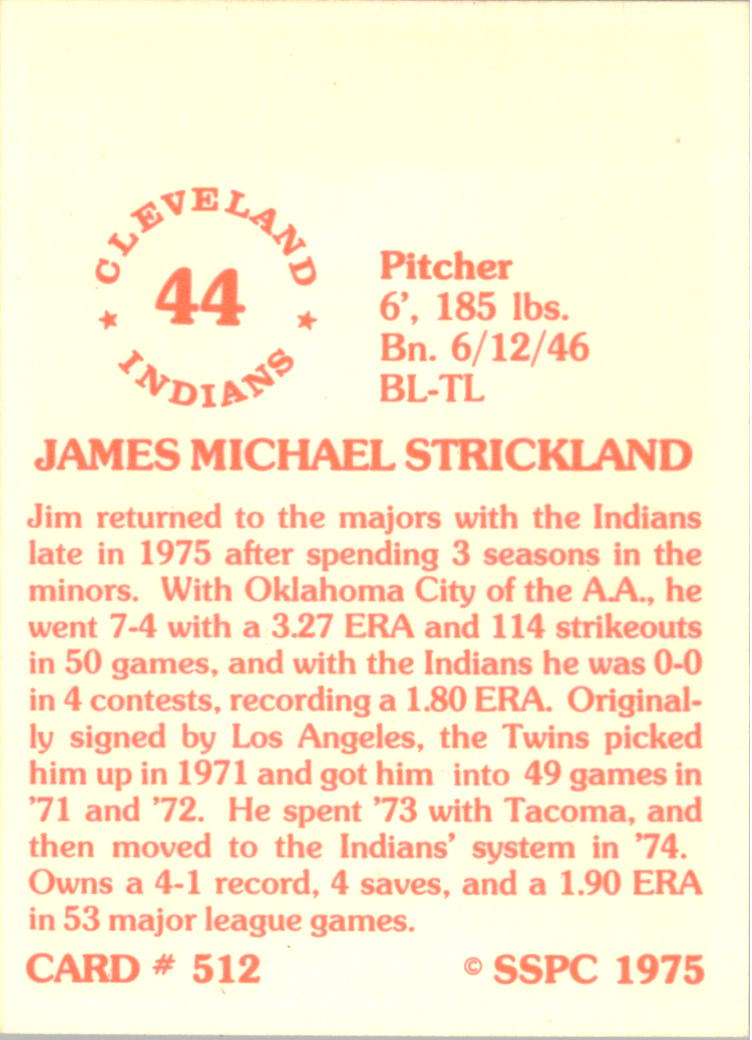 CLEVELAND
44
INDIANS
Pitcher
6', 185 lbs.
Bn. 6/12/46
BL-TL
JAMES MICHAEL STRICKLAND
Jim returned to the majors with the Indians
late in 1975 after spending 3 seasons in the
minors. With Oklahoma City of the A.A., he
went 7-4 with a 3.27 ERA and 114 strikeouts
in 50 games, and with the Indians he was 0-0
in 4 contests, recording a 1.80 ERA. Original-
ly signed by Los Angeles, the Twins picked
him up in 1971 and got him into 49 games in
'71 and '72. He spent '73 with Tacoma, and
then moved to the Indians' system in '74.
Owns a 4-1 record, 4 saves, and a 1.90 ERA
in 53 major league games.
CARD # 512
© SSPC 1975